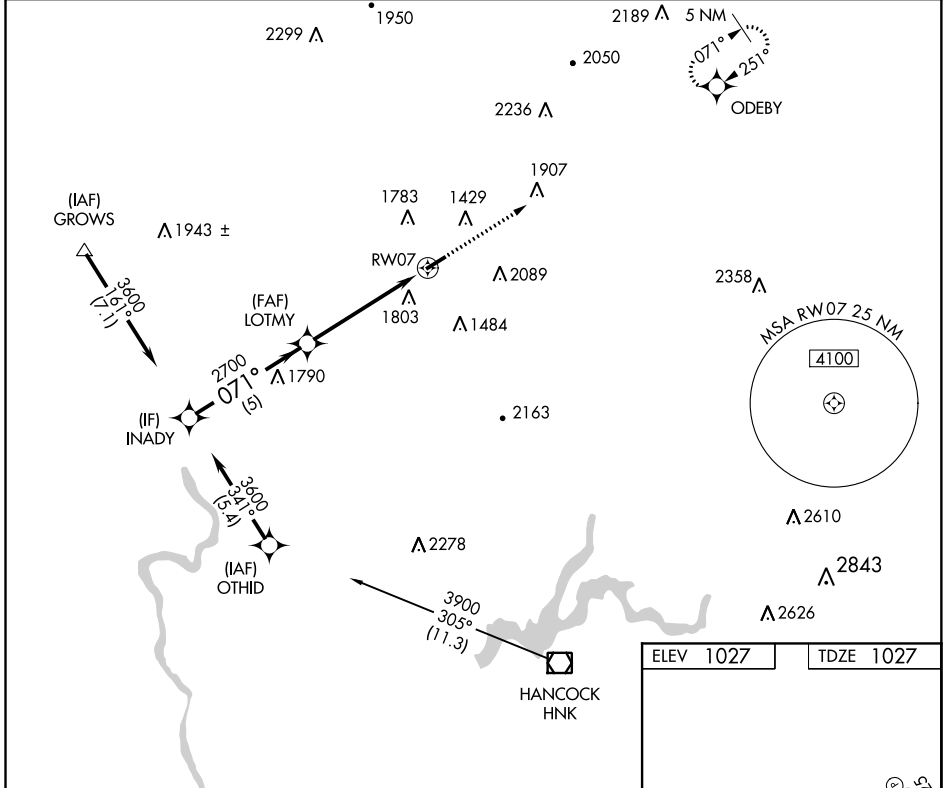 1950
2299
2189
5 NM
071°
251°
2050
ODEBY
2236
1907
(IAF)
GROWS
1943 ±
1783
1429
RW07
2089
2358
3600
161°
(7.1)
(FAF)
LOTMY
1803
1484
MSA RW07 25 NM
4100
2700
071°
(5)
1790
(IF)
INADY
2163
3600
341°
(5.4)
2610
2278
(IAF)
OTHID
2843
3900
305°
(11.3)
2626
HANCOCK
HNK
ELEV 1027
TDZE 1027
P